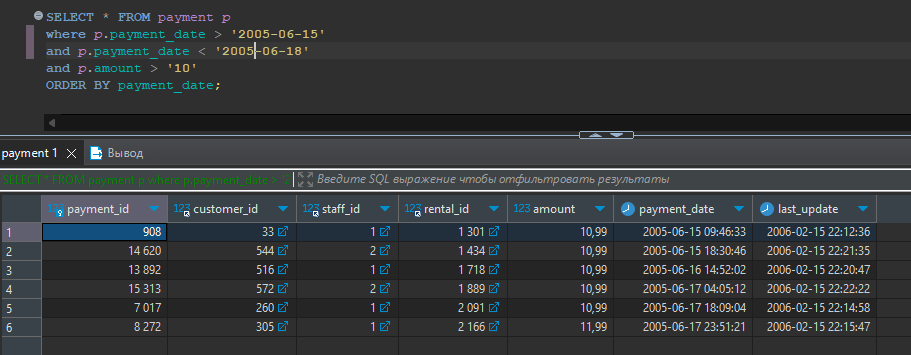 SELECT * FROM payment p
where p.payment_date > '2005-06-15'
and p.payment_date < '2005-06-18'
and p.amount > '10'
ORDER BY payment_date;
payment 1 Вывод
SELECT * FROM payment p where p.payment_date > '2 Введите SQL выражение чтобы отфильтровать результаты
123 payment_id 123 customer_id 123 staff_id 123 rental_id 123 amount payment_date last_update
1 908 33 1 1 301 10,99 2005-06-15 09:46:33 2006-02-15 22:12:36
2 14 620 544 2 1 434 10,99 2005-06-15 18:30:46 2006-02-15 22:21:35
3 13 892 516 1 1 718 10,99 2005-06-16 14:52:02 2006-02-15 22:20:47
4 15 313 572 2 1 889 10,99 2005-06-17 04:05:12 2006-02-15 22:22:22
5 7 017 260 1 2 091 10,99 2005-06-17 18:09:04 2006-02-15 22:14:58
6 8 272 305 1 2 166 11,99 2005-06-17 23:51:21 2006-02-15 22:15:47